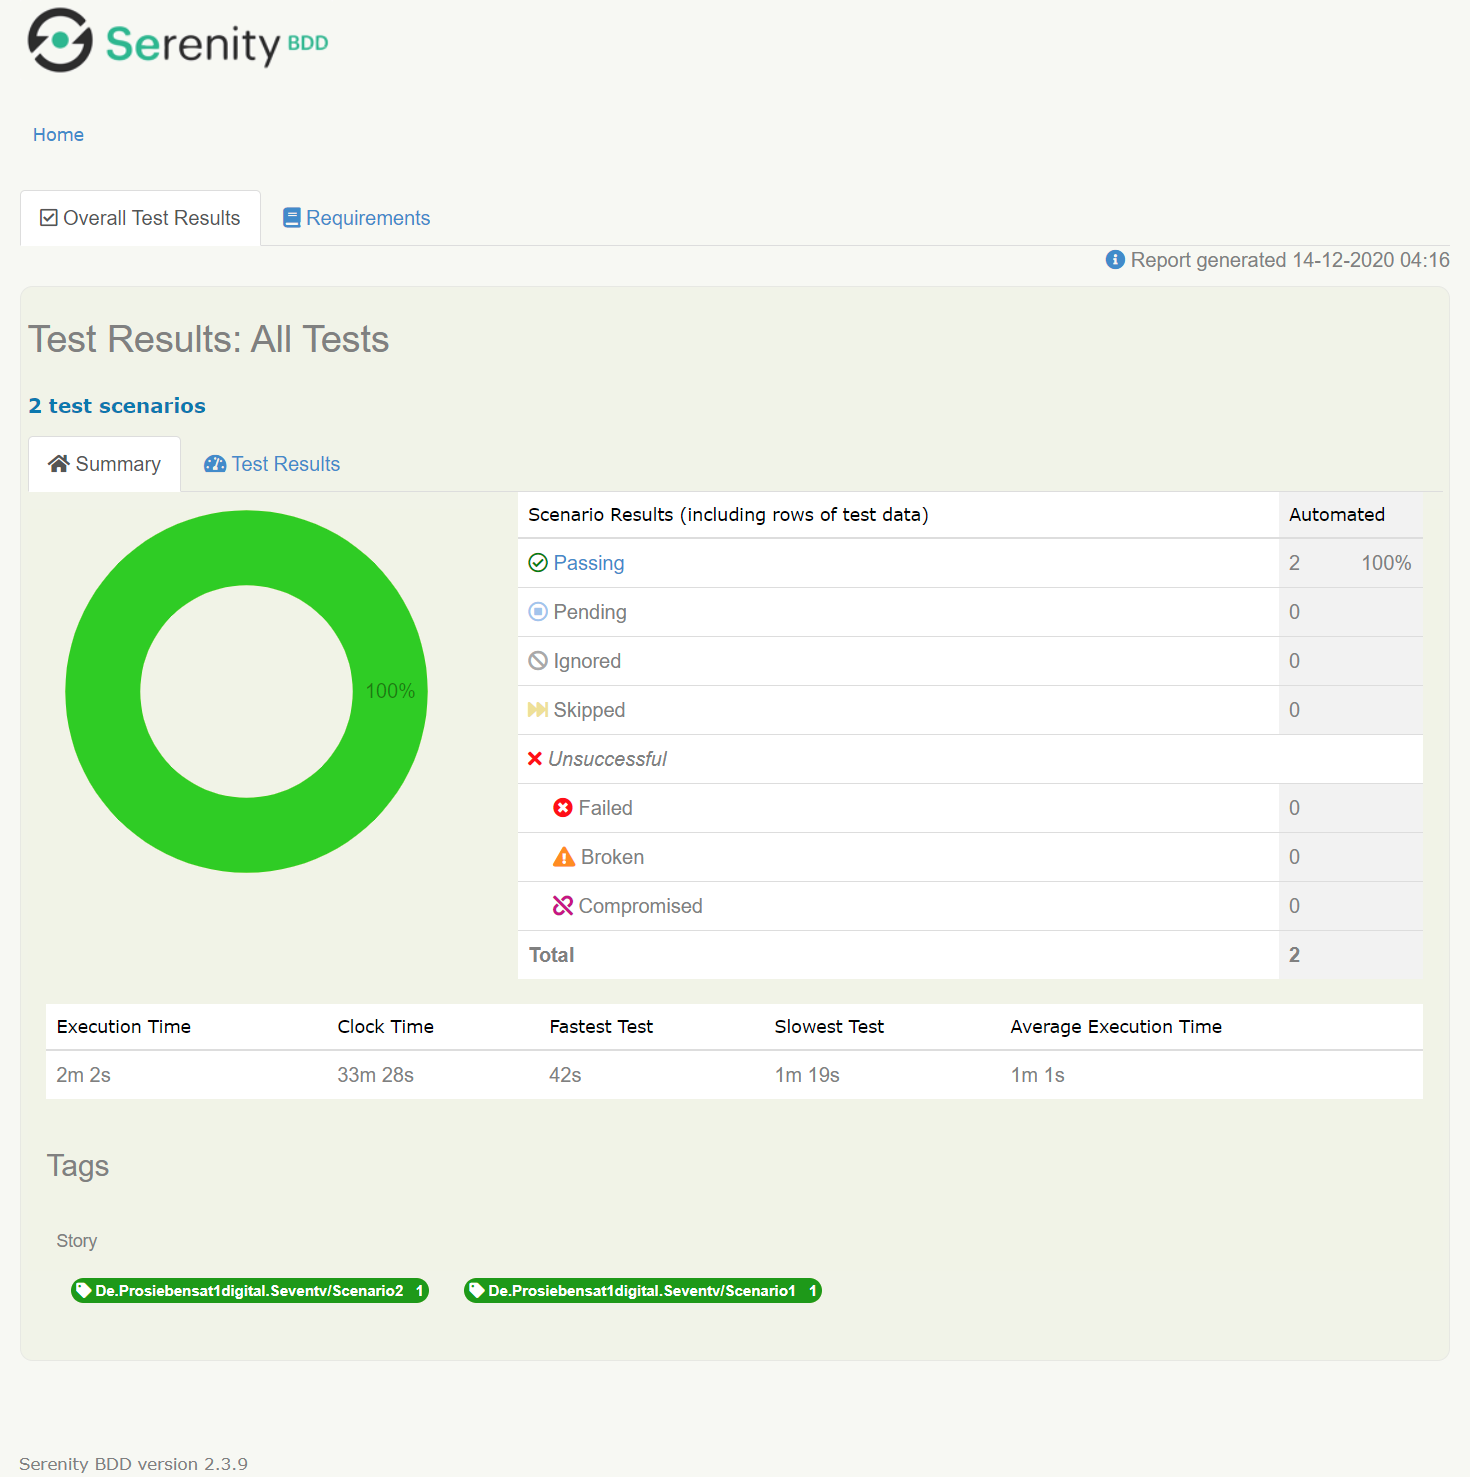 Serenity BDD
Home
Overall Test Results Requirements
Report generated 14-12-2020 04:16
Test Results: All Tests
2 test scenarios
Summary Test Results
Scenario Results (including rows of test data) Automated
Passing 2 100%
Pending 0
Ignored 0
Skipped 0
Unsuccessful
Failed 0
Broken 0
Compromised 0
Total 2
100%
Execution Time Clock Time Fastest Test Slowest Test Average Execution Time
2m 2s 33m 28s 42s 1m 19s 1m 1s
Tags
Story
De.Prosiebensat1digital.Seventv/Scenario2 1 De.Prosiebensat1digital.Seventv/Scenario1 1
Serenity BDD version 2.3.9